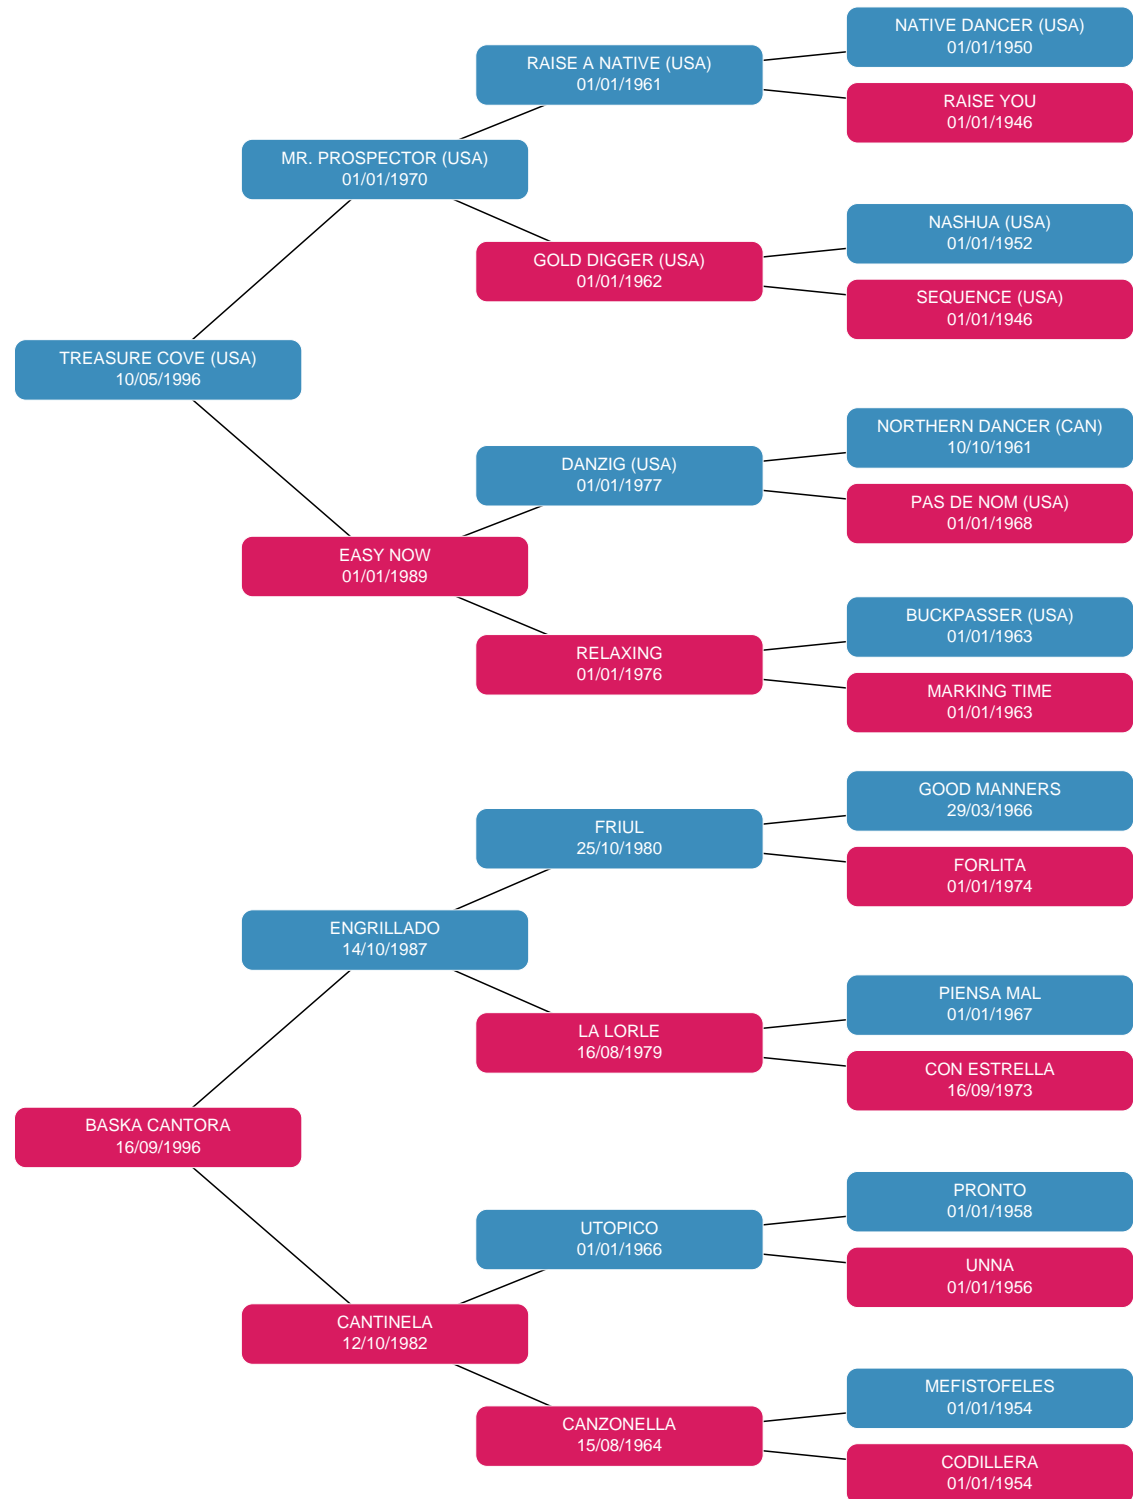 NATIVE DANCER (USA)
01/01/1950
RAISE A NATIVE (USA)
01/01/1961
RAISE YOU
01/01/1946
MR. PROSPECTOR (USA)
01/01/1970
NASHUA (USA)
01/01/1952
GOLD DIGGER (USA)
01/01/1962
SEQUENCE (USA)
01/01/1946
TREASURE COVE (USA)
10/05/1996
NORTHERN DANCER (CAN)
10/10/1961
DANZIG (USA)
01/01/1977
PAS DE NOM (USA)
01/01/1968
EASY NOW
01/01/1989
BUCKPASSER (USA)
01/01/1963
RELAXING
01/01/1976
MARKING TIME
01/01/1963
GOOD MANNERS
29/03/1966
FRIUL
25/10/1980
FORLITA
01/01/1974
ENGRILLADO
14/10/1987
PIENSA MAL
01/01/1967
LA LORLE
16/08/1979
CON ESTRELLA
16/09/1973
BASKA CANTORA
16/09/1996
PRONTO
01/01/1958
UTOPICO
01/01/1966
UNNA
01/01/1956
CANTINELA
12/10/1982
MEFISTOFELES
01/01/1954
CANZONELLA
15/08/1964
CODILLERA
01/01/1954